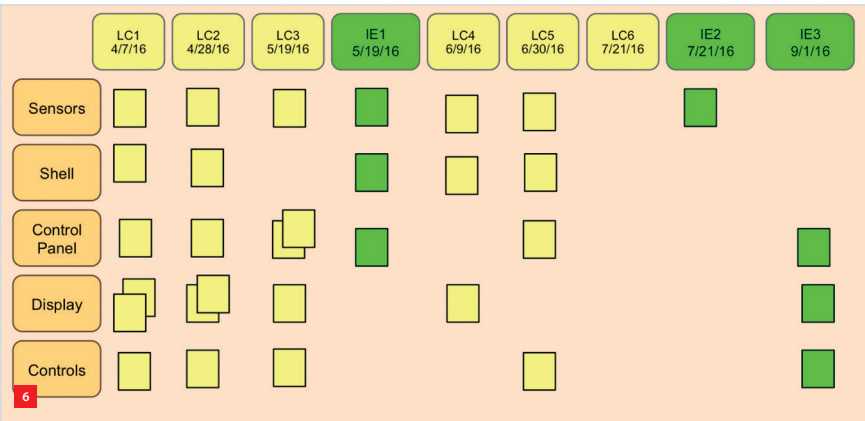 LC1
4/7/16
LC2
4/28/16
LC3
5/19/16
IE1
5/19/16
LC4
6/9/16
LC5
6/30/16
LC6
7/21/16
IE2
7/21/16
IE3
9/1/16
Sensors
Shell
Control
Panel
Display
Controls
6